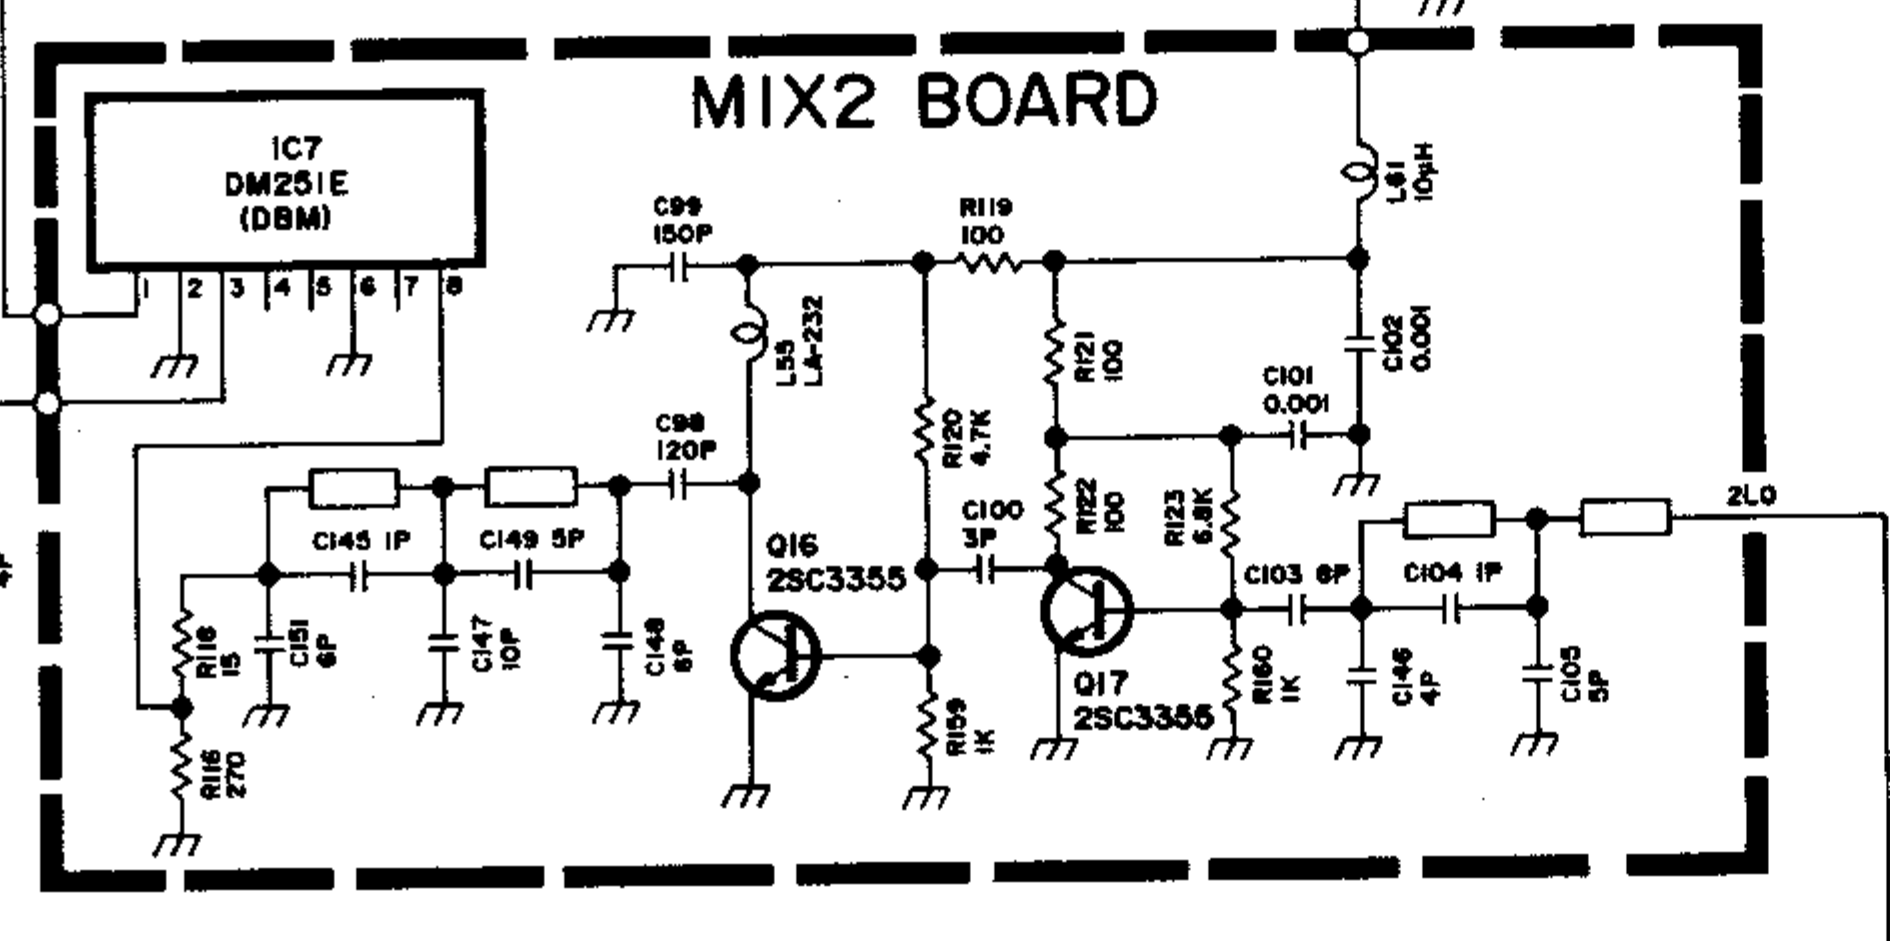 MIX2 BOARD
IC7
DM251E
(DBM)
1 2 3 4 5 6 7 8
C99
150P
R119
100
L61
10μH
L55
LA-232
R121
100
C102
0.001
C101
0.001
C98
120P
R120
4.7K
R122
100
R123
6.8K
C100
3P
2LO
C145 1P
C149 5P
Q16
2SC3355
C103 6P
C104 1P
15
C151
6P
C147
10P
C148
6P
R116
270
R159
1K
Q17
2SC3355
R160
1K
C146
4P
C105
5P
4P